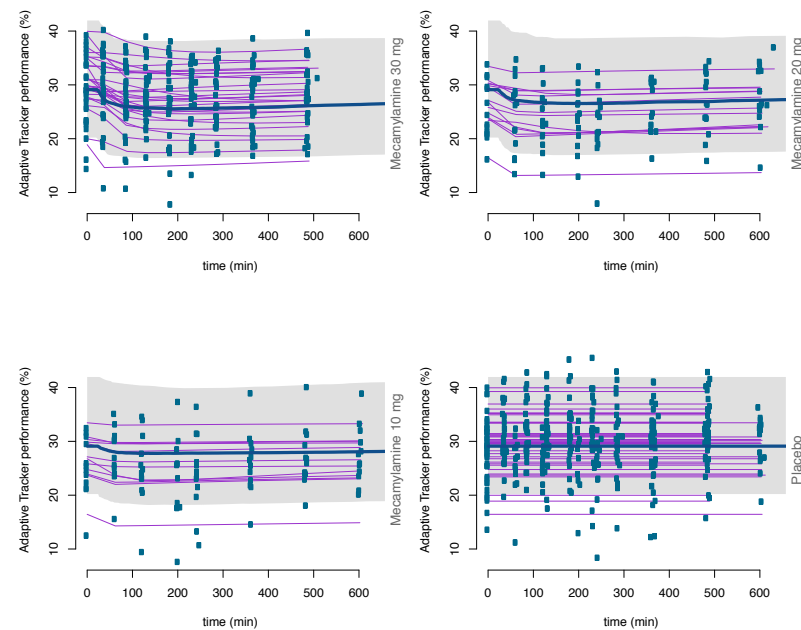 Adaptive Tracker performance (%)
40
30
20
10
0 100 200 300 400 500 600
time (min)
Mecamylamine 30 mg
Adaptive Tracker performance (%)
40
30
20
10
0 100 200 300 400 500 600
time (min)
Mecamylamine 20 mg
Adaptive Tracker performance (%)
40
30
20
10
0 100 200 300 400 500 600
time (min)
Mecamylamine 10 mg
Adaptive Tracker performance (%)
40
30
20
10
0 100 200 300 400 500 600
time (min)
Placebo